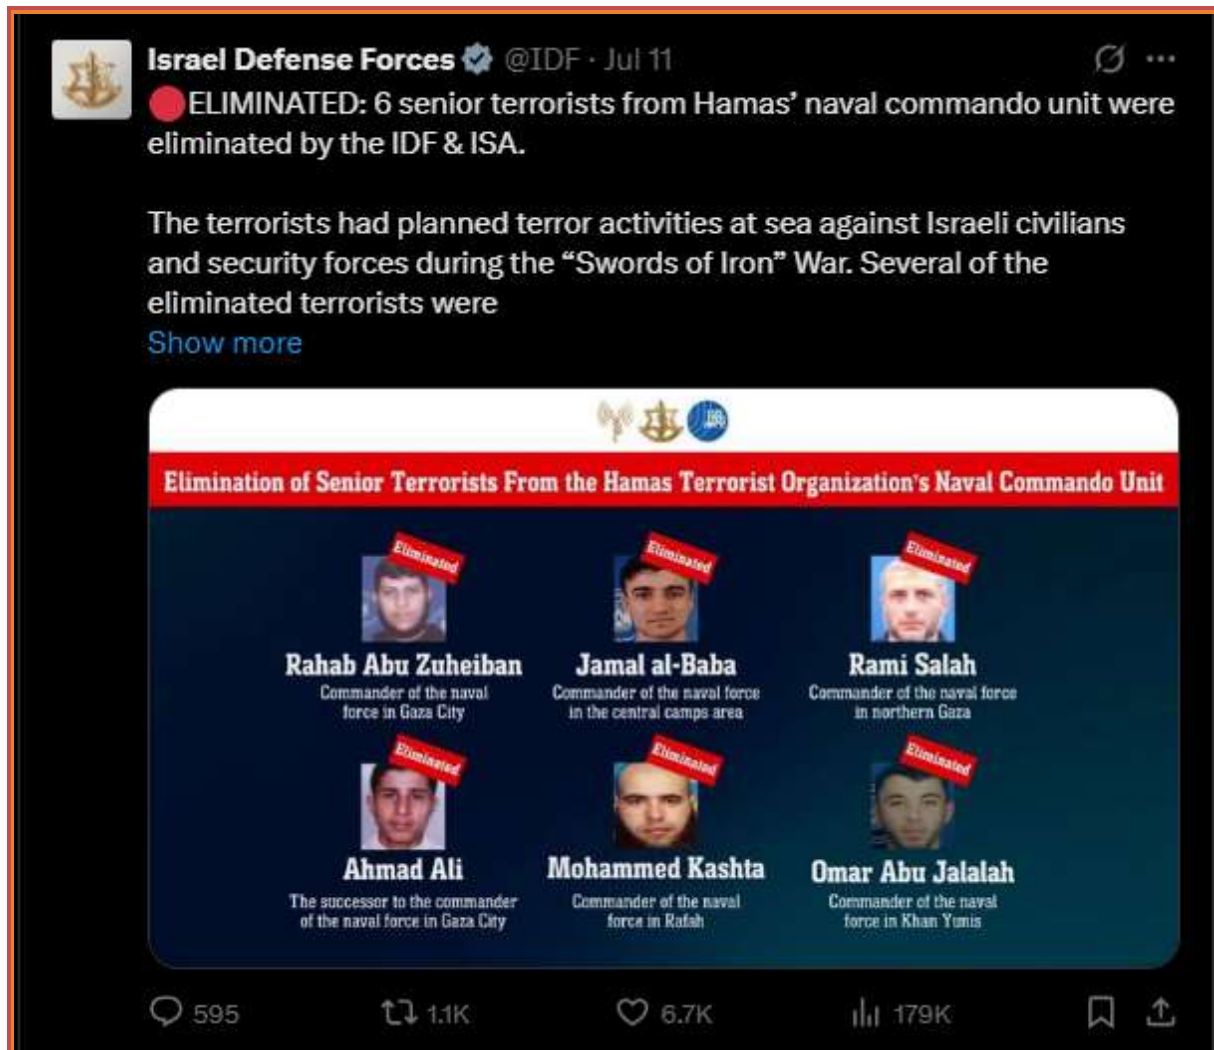 Israel Defense Forces @IDF · Jul 11
ELIMINATED: 6 senior terrorists from Hamas’ naval commando unit were
eliminated by the IDF & ISA.
The terrorists had planned terror activities at sea against Israeli civilians
and security forces during the “Swords of Iron” War. Several of the
eliminated terrorists were
Show more
Elimination of Senior Terrorists From the Hamas Terrorist Organization's Naval Commando Unit
Eliminated
Eliminated
Eliminated
Rahab Abu Zuheiban
Commander of the naval
force in Gaza City
Jamal al-Baba
Commander of the naval force
in the central camps area
Rami Salah
Commander of the naval force
in northern Gaza
Eliminated
Eliminated
Eliminated
Ahmad Ali
The successor to the commander
of the naval force in Gaza City
Mohammed Kashta
Commander of the naval
force in Rafah
Omar Abu Jalalah
Commander of the naval
force in Khan Yunis
595
1.1K
6.7K
179K